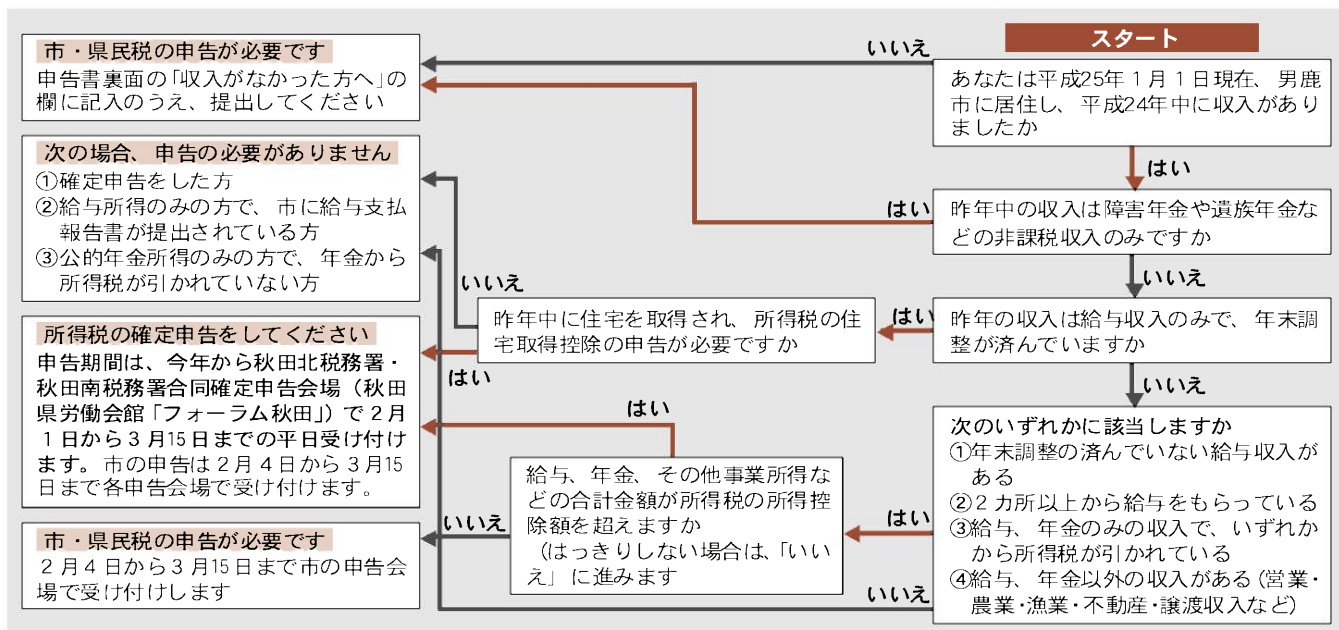 スタート
あなたは平成25年1月1日現在、男鹿
市に居住し、平成24年中に収入があり
ましたか
いいえ
はい
市・県民税の申告が必要です
申告書裏面の「収入がなかった方へ」の
欄に記入のうえ、提出してください
昨年中の収入は障害年金や遺族年金な
どの非課税収入のみですか
はい
いいえ
次の場合、申告の必要がありません
①確定申告をした方
②給与所得のみの方で、市に給与支払
報告書が提出されている方
③公的年金所得のみの方で、年金から
所得税が引かれていない方
昨年の収入は給与収入のみで、年末調
整が済んでいますか
はい
いいえ
昨年中に住宅を取得され、所得税の住
宅取得控除の申告が必要ですか
いいえ
はい
所得税の確定申告をしてください
申告期間は、今年から秋田北税務署・
秋田南税務署合同確定申告会場（秋田
県労働会館「フォーラム秋田」）で2月
1日から3月15日までの平日受け付け
ます。市の申告は2月4日から3月15
日まで各申告会場で受け付けます。
次のいずれかに該当しますか
①年末調整の済んでいない給与収入が
ある
②2カ所以上から給与をもらっている
③給与、年金のみの収入で、いずれか
から所得税が引かれている
④給与、年金以外の収入がある（営業・
農業・漁業・不動産・譲渡収入など）
はい
いいえ
給与、年金、その他事業所得な
どの合計金額が所得税の所得控
除額を超えますか
（はっきりしない場合は、「いい
え」に進みます
はい
いいえ
市・県民税の申告が必要です
2月4日から3月15日まで市の申告会
場で受け付けします